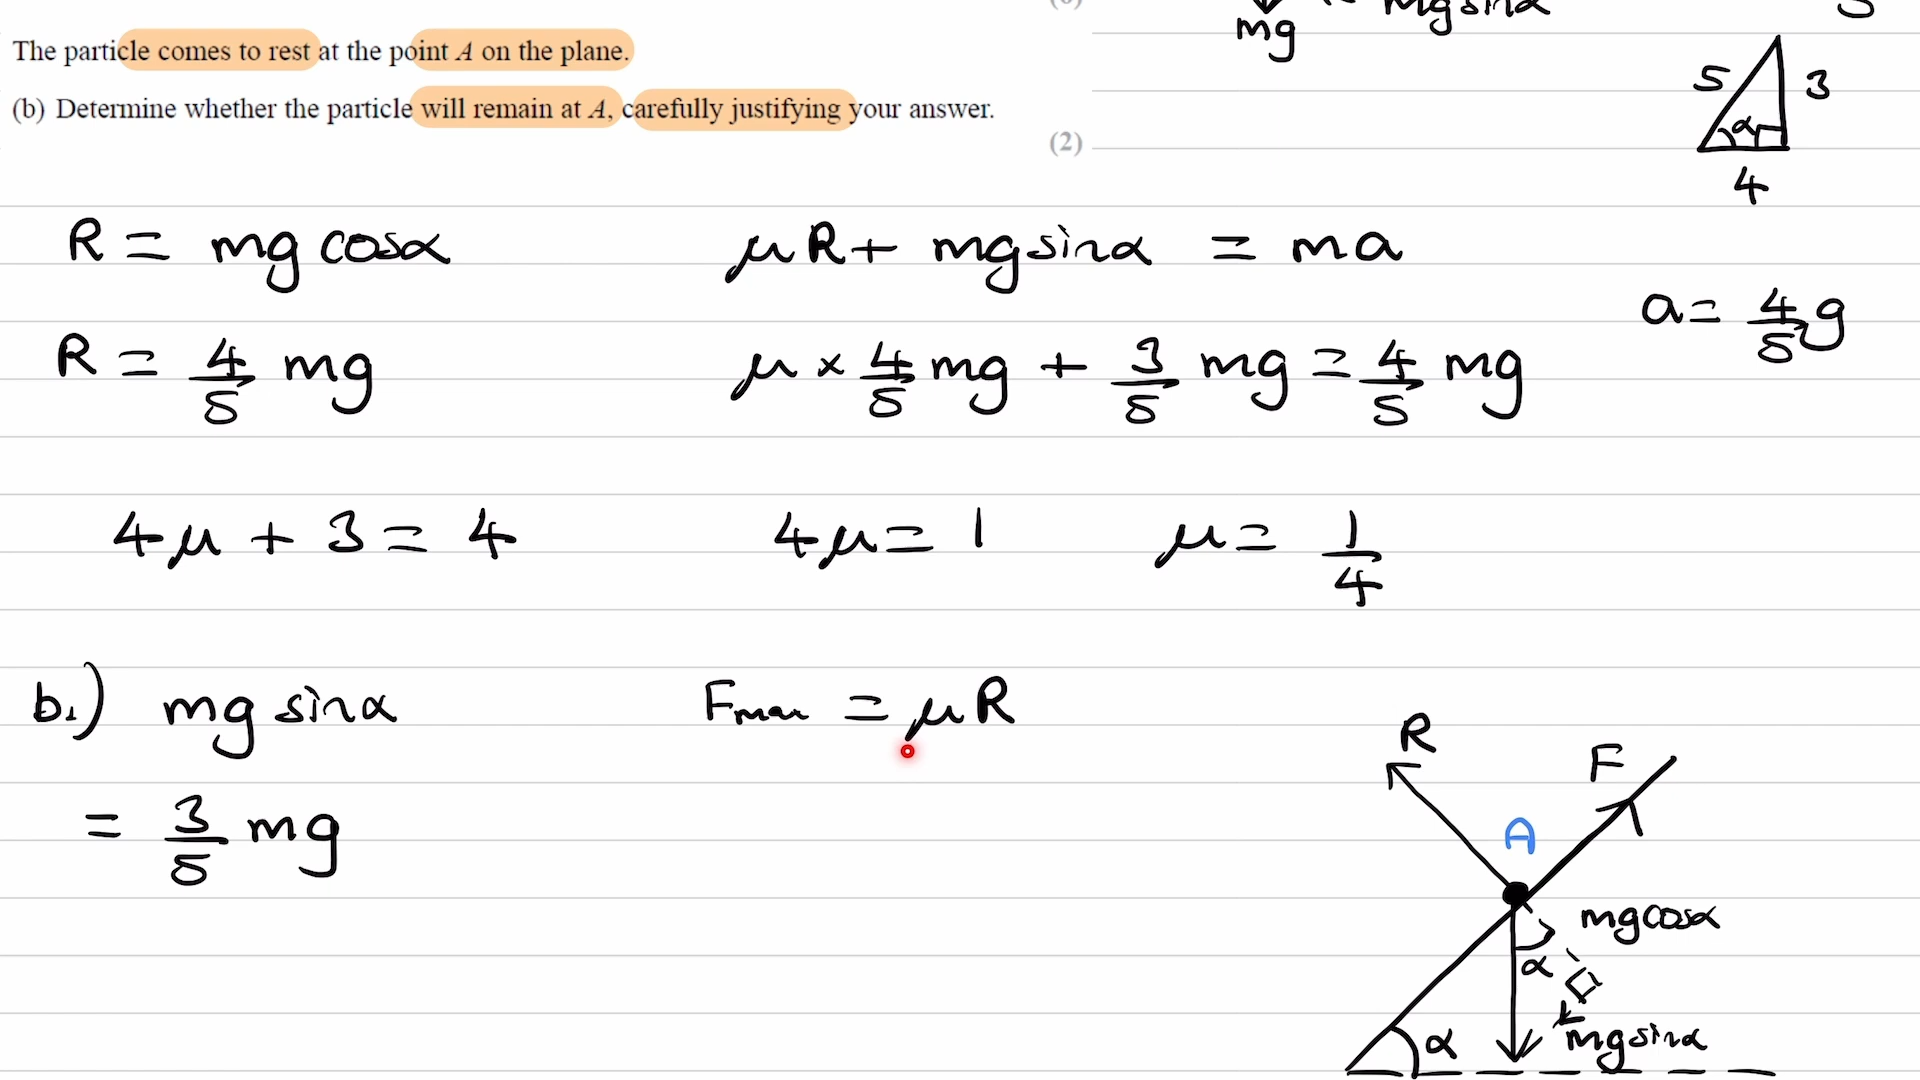 mg mgsinα
The particle comes to rest at the point A on the plane.
(b) Determine whether the particle will remain at A, carefully justifying your answer.
(2)
5 3
α
4
R = mg cosα μR + mg sinα = ma
a = 4/5 g
R = 4/5 mg μ × 4/5 mg + 3/5 mg = 4/5 mg
4μ + 3 = 4 4μ = 1 μ = 1/4
b.) mg sinα Fmax = μR
= 3/5 mg
R F
A
mgcosα
α
α mgsinα